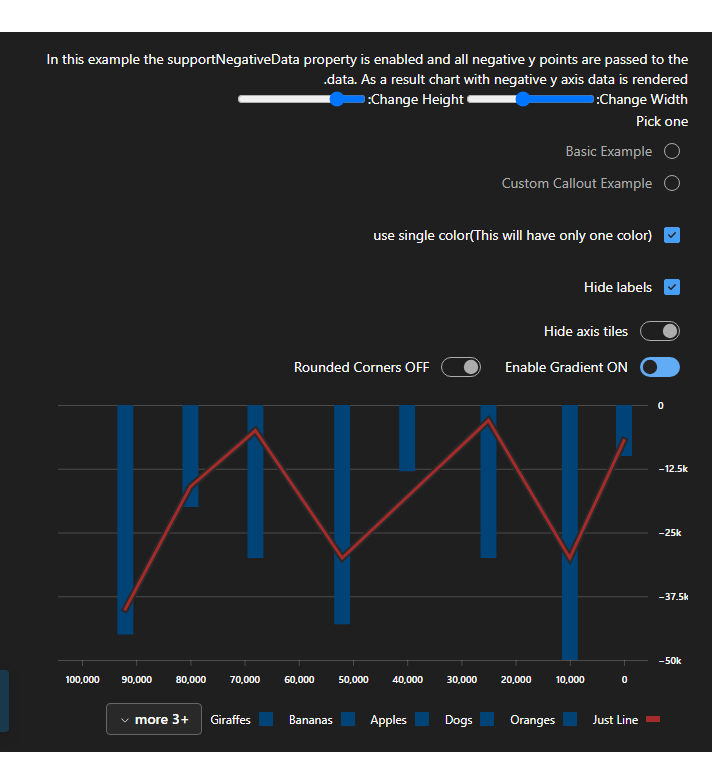 In this example the supportNegativeData property is enabled and all negative y points are passed to the
.data. As a result chart with negative y axis data is rendered
:Change Height :Change Width
Pick one
Basic Example
Custom Callout Example
use single color(This will have only one color)
Hide labels
Hide axis tiles
Rounded Corners OFF Enable Gradient ON
0
−12.5k
−25k
−37.5k
−50k
100,000 90,000 80,000 70,000 60,000 50,000 40,000 30,000 20,000 10,000 0
more 3+ Giraffes Bananas Apples Dogs Oranges Just Line